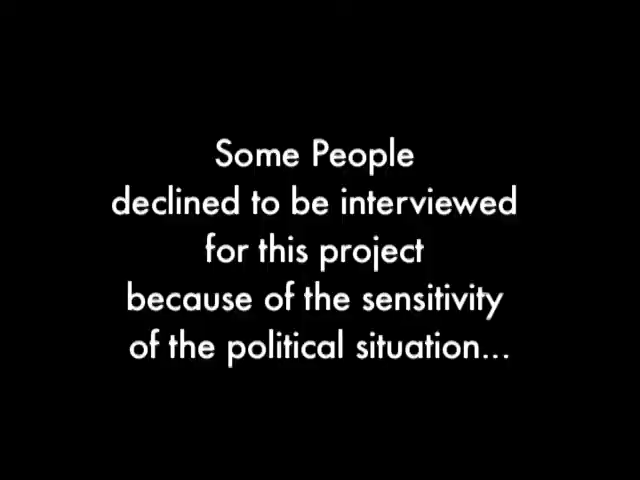 Some People
declined to be interviewed
for this project
because of the sensitivity
of the political situation...